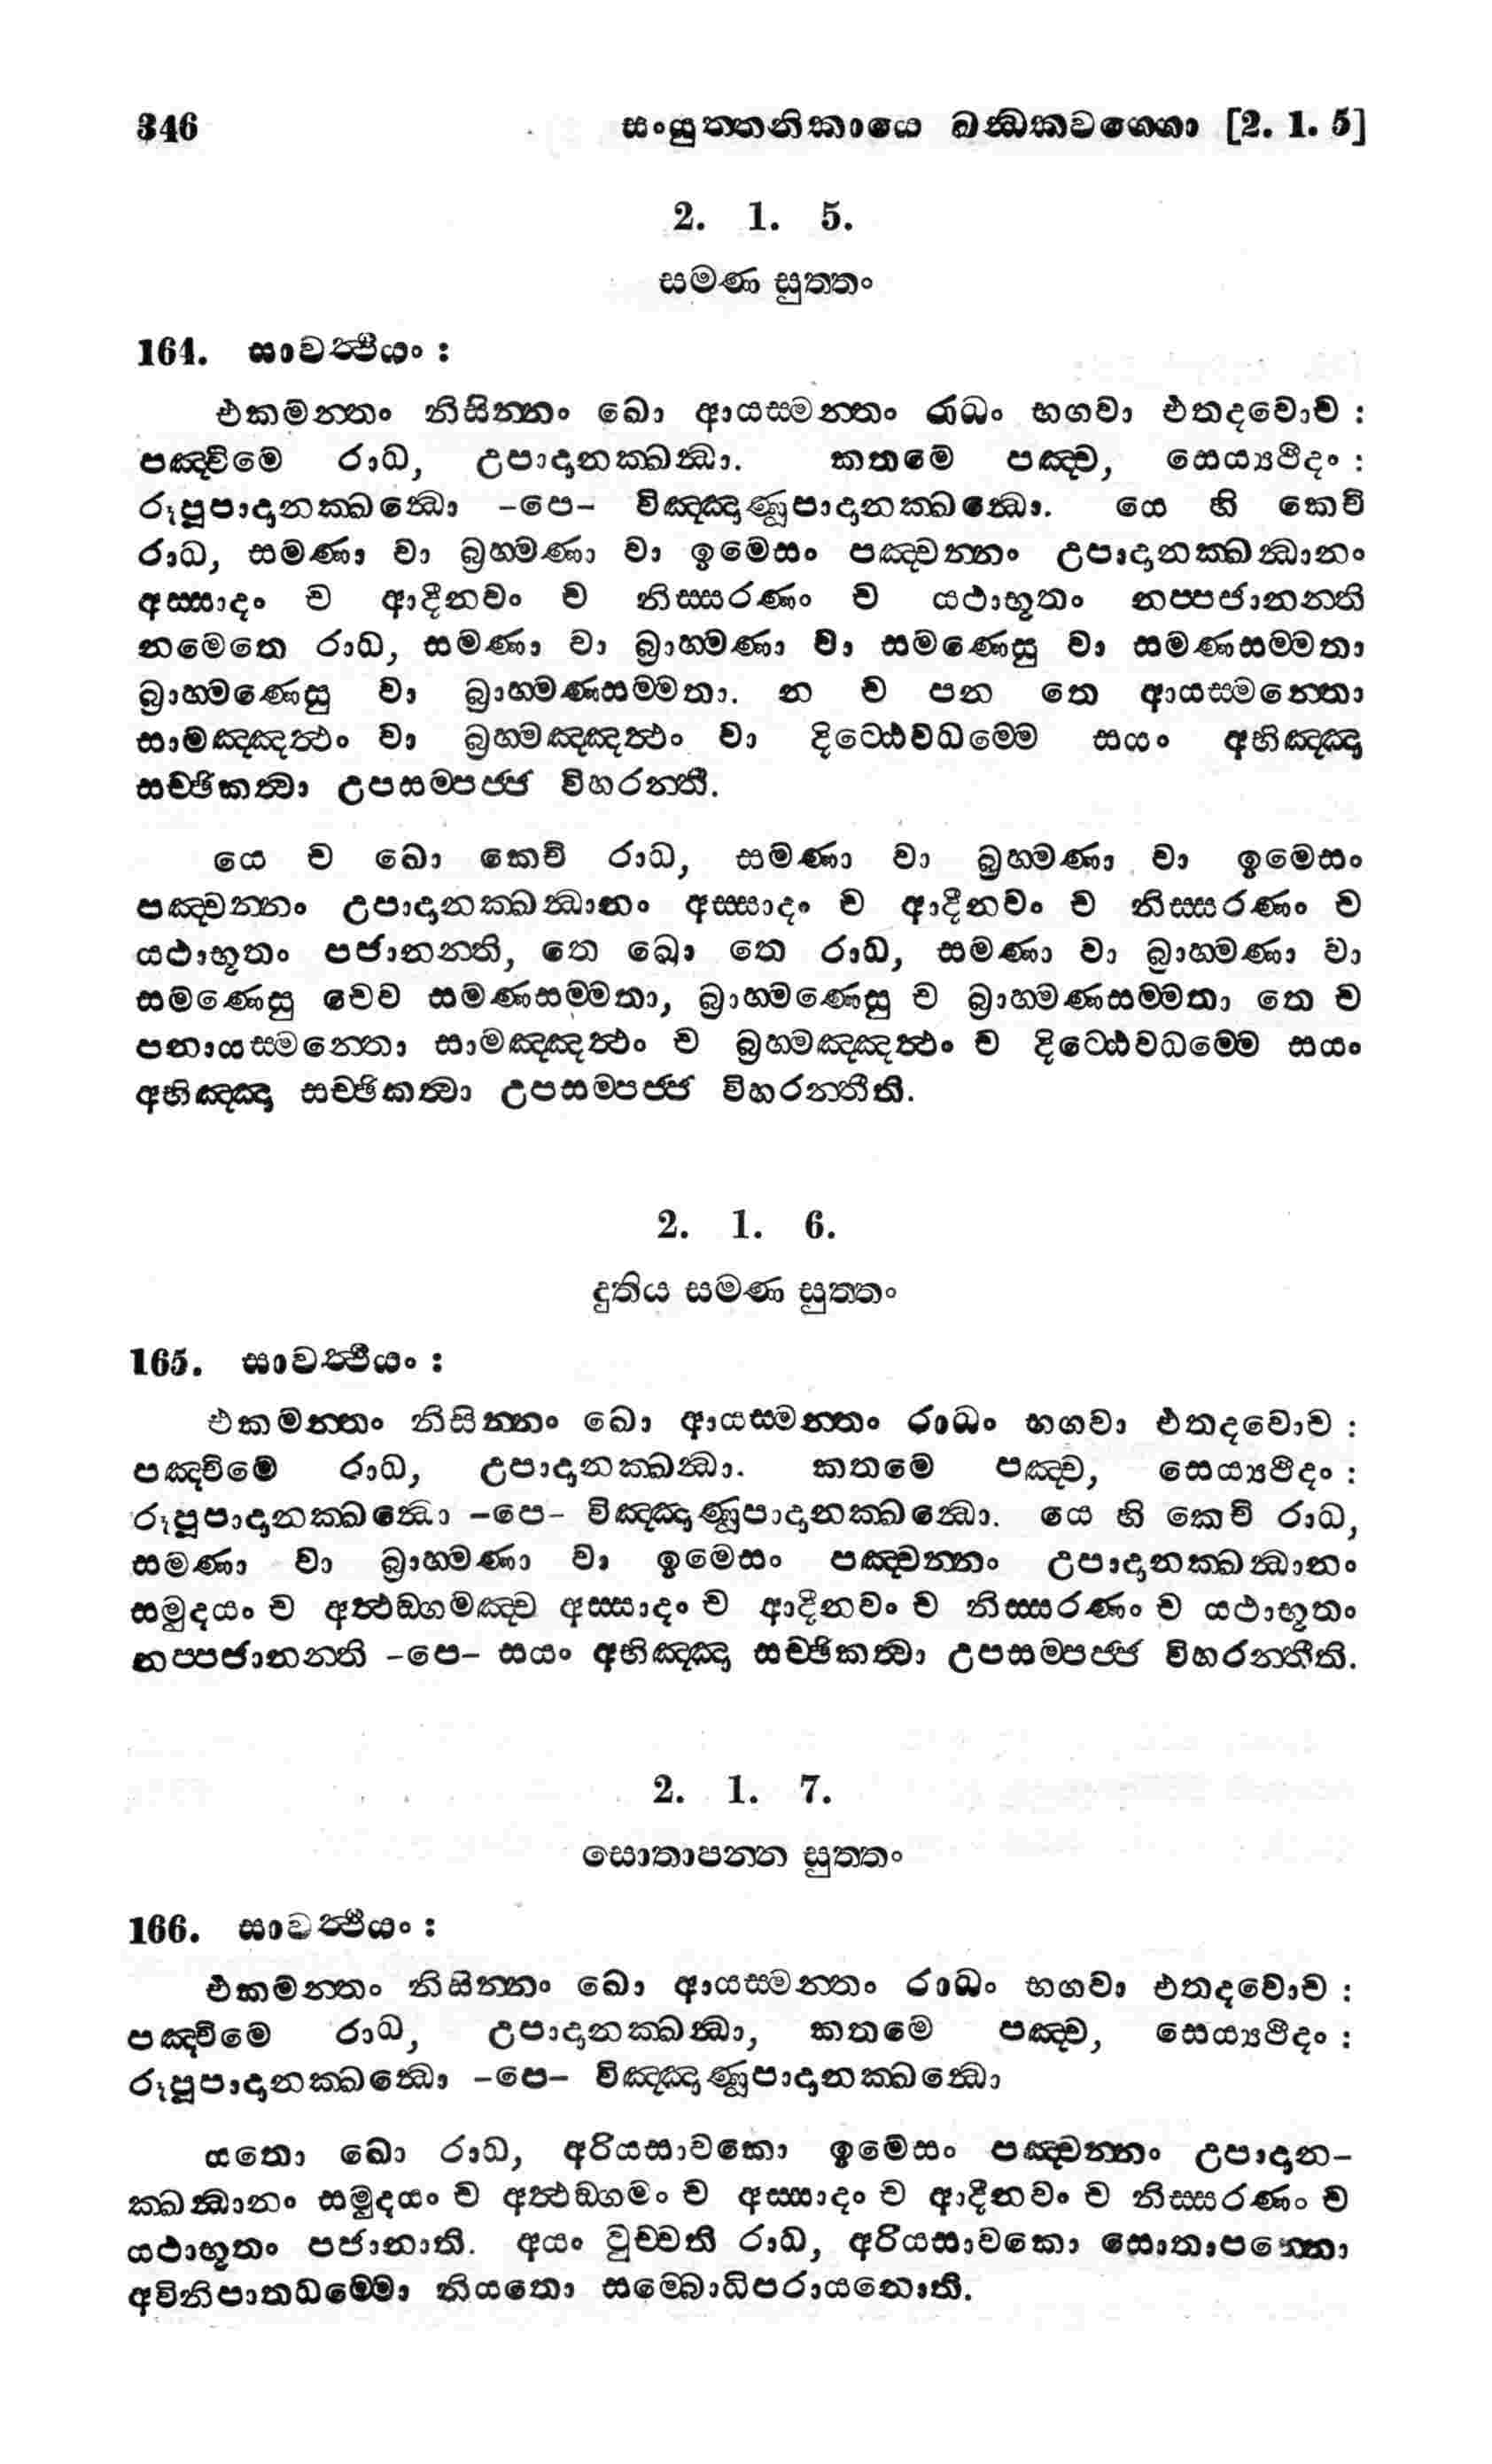 346 සංයුත්තනිකායෙ ඛන්ධකවග්ගො [2. 1. 5]
2. 1. 5.
සමණ සුත්තං
164. සාවත්ථියං :
එකමන්තං නිසින්නං ඛො ආයස්මන්තං රාධං භගවා එතදවොච :
පඤ්චිමෙ රාධ, උපාදානක්ඛන්ධා. කතමෙ පඤ්ච, සෙය්‍යථිදං :
රූපූපාදානක්ඛන්ධො –පෙ– විඤ්ඤාණූපාදානක්ඛන්ධො. යෙ හි කෙචි
රාධ, සමණා වා බ්‍රහ්මණා වා ඉමෙසං පඤ්චන්නං උපාදානක්ඛන්ධානං
අස්සාදං ච ආදීනවං ච නිස්සරණං ච යථාභූතං නප්පජානන්ති
නමෙතෙ රාධ, සමණා වා බ්‍රාහ්මණා වා සමණෙසු වා සමණසම්මතා
බ්‍රාහ්මණෙසු වා බ්‍රාහ්මණසම්මතා. න ච පන තෙ ආයස්මන්තො
සාමඤ්ඤත්ථං වා බ්‍රහ්මඤ්ඤත්ථං වා දිට්ඨෙවධම්මෙ සයං අභිඤ්ඤා
සච්ඡිකත්වා උපසම්පජ්ජ විහරන්ති.
යෙ ච ඛො කෙචි රාධ, සමණා වා බ්‍රහ්මණා වා ඉමෙසං
පඤ්චන්නං උපාදානක්ඛන්ධානං අස්සාදං ච ආදීනවං ච නිස්සරණං ච
යථාභූතං පජානන්ති, තෙ ඛො තෙ රාධ, සමණා වා බ්‍රාහ්මණා වා
සමණෙසු චෙව සමණසම්මතා, බ්‍රාහ්මණෙසු ච බ්‍රාහ්මණසම්මතා තෙ ච
පනායස්මන්තො සාමඤ්ඤත්ථං ච බ්‍රහ්මඤ්ඤත්ථං ච දිට්ඨෙවධම්මෙ සයං
අභිඤ්ඤා සච්ඡිකත්වා උපසම්පජ්ජ විහරන්තීති.
2. 1. 6.
දුතිය සමණ සුත්තං
165. සාවත්ථියං :
එකමන්තං නිසින්නං ඛො ආයස්මන්තං රාධං භගවා එතදවොච :
පඤ්චිමෙ රාධ, උපාදානක්ඛන්ධා. කතමෙ පඤ්ච, සෙය්‍යථිදං :
රූපූපාදානක්ඛන්ධො –පෙ– විඤ්ඤාණූපාදානක්ඛන්ධො. යෙ හි කෙචි රාධ,
සමණා වා බ්‍රාහ්මණා වා ඉමෙසං පඤ්චන්නං උපාදානක්ඛන්ධානං
සමුදයං ච අත්ථඞ්ගමඤ්ච අස්සාදං ච ආදීනවං ච නිස්සරණං ච යථාභූතං
නප්පජානන්ති –පෙ– සයං අභිඤ්ඤා සච්ඡිකත්වා උපසම්පජ්ජ විහරන්තීති.
2. 1. 7.
සොතාපන්න සුත්තං
166. සාවත්ථියං :
එකමන්තං නිසින්නං ඛො ආයස්මන්තං රාධං භගවා එතදවොච :
පඤ්චිමෙ රාධ, උපාදානක්ඛන්ධා, කතමෙ පඤ්ච, සෙය්‍යථිදං :
රූපූපාදානක්ඛන්ධො –පෙ– විඤ්ඤාණූපාදානක්ඛන්ධො
යතො ඛො රාධ, අරියසාවකො ඉමෙසං පඤ්චන්නං උපාදාන–
ක්ඛන්ධානං සමුදයං ච අත්ථඞ්ගමං ච අස්සාදං ච ආදීනවං ච නිස්සරණං ච
යථාභූතං පජානාති. අයං වුච්චති රාධ, අරියසාවකො සොතාපන්නො
අවිනිපාතධම්මො නියතො සම්බොධිපරායනොති.